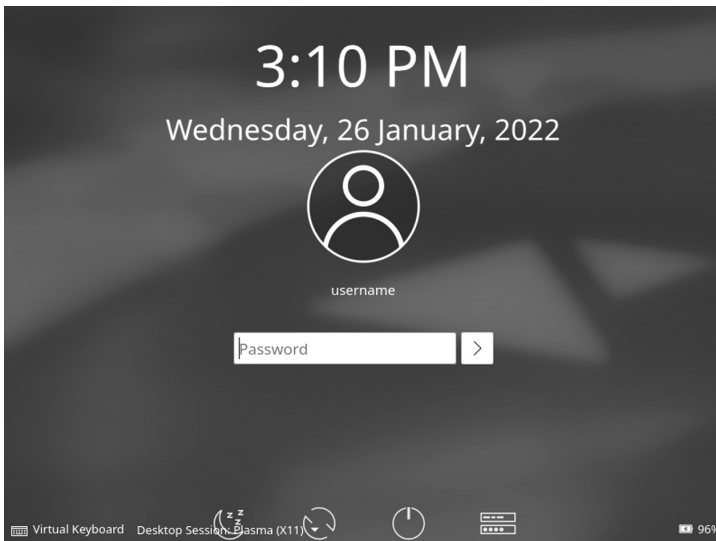 3:10 PM
Wednesday, 26 January, 2022
username
Password
Virtual Keyboard Desktop Session: Plasma (X11) 96%